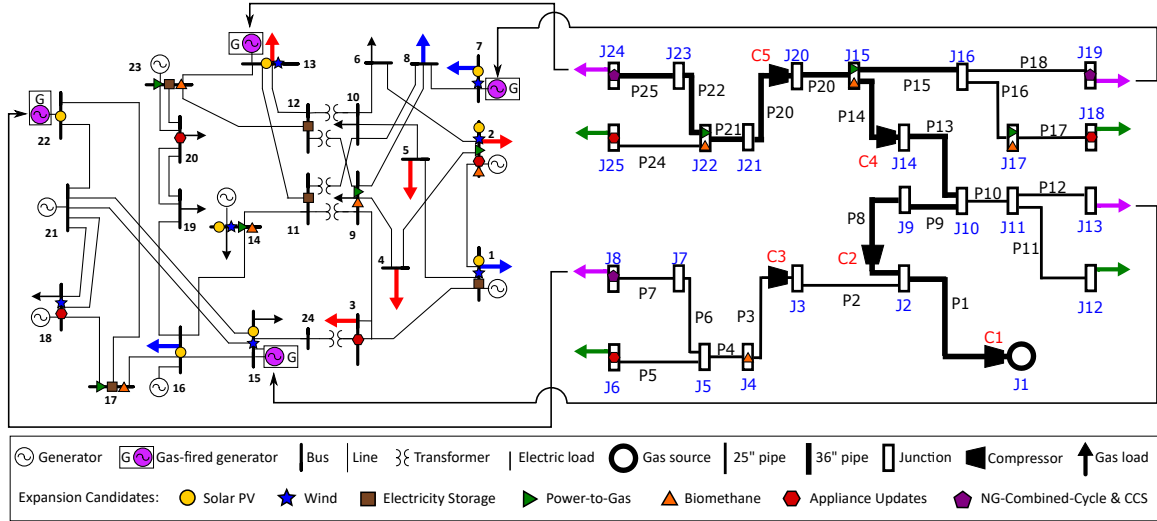 G
13
6
8
7
G
23
12
10
2
5
G
22
20
11
9
19
14
21
4
1
18
3
24
15
G
16
17
J24
J23
C5
J20
J15
J16
J19
P25
P22
P20
P20
P15
P18
P16
P14
P13
J18
P21
P17
P24
J25
J22
J21
C4
J14
J17
P8
J9
P9
J10
P10
J11
P12
J13
P11
C2
J8
J7
C3
P7
J3
P2
J2
P1
J12
P6
P3
C1
P4
P5
J6
J5
J4
J1
Generator
G
Gas-fired generator
Bus
Line
Transformer
Electric load
Gas source
25" pipe
36" pipe
Junction
Compressor
Gas load
Expansion Candidates:
Solar PV
Wind
Electricity Storage
Power-to-Gas
Biomethane
Appliance Updates
NG-Combined-Cycle & CCS